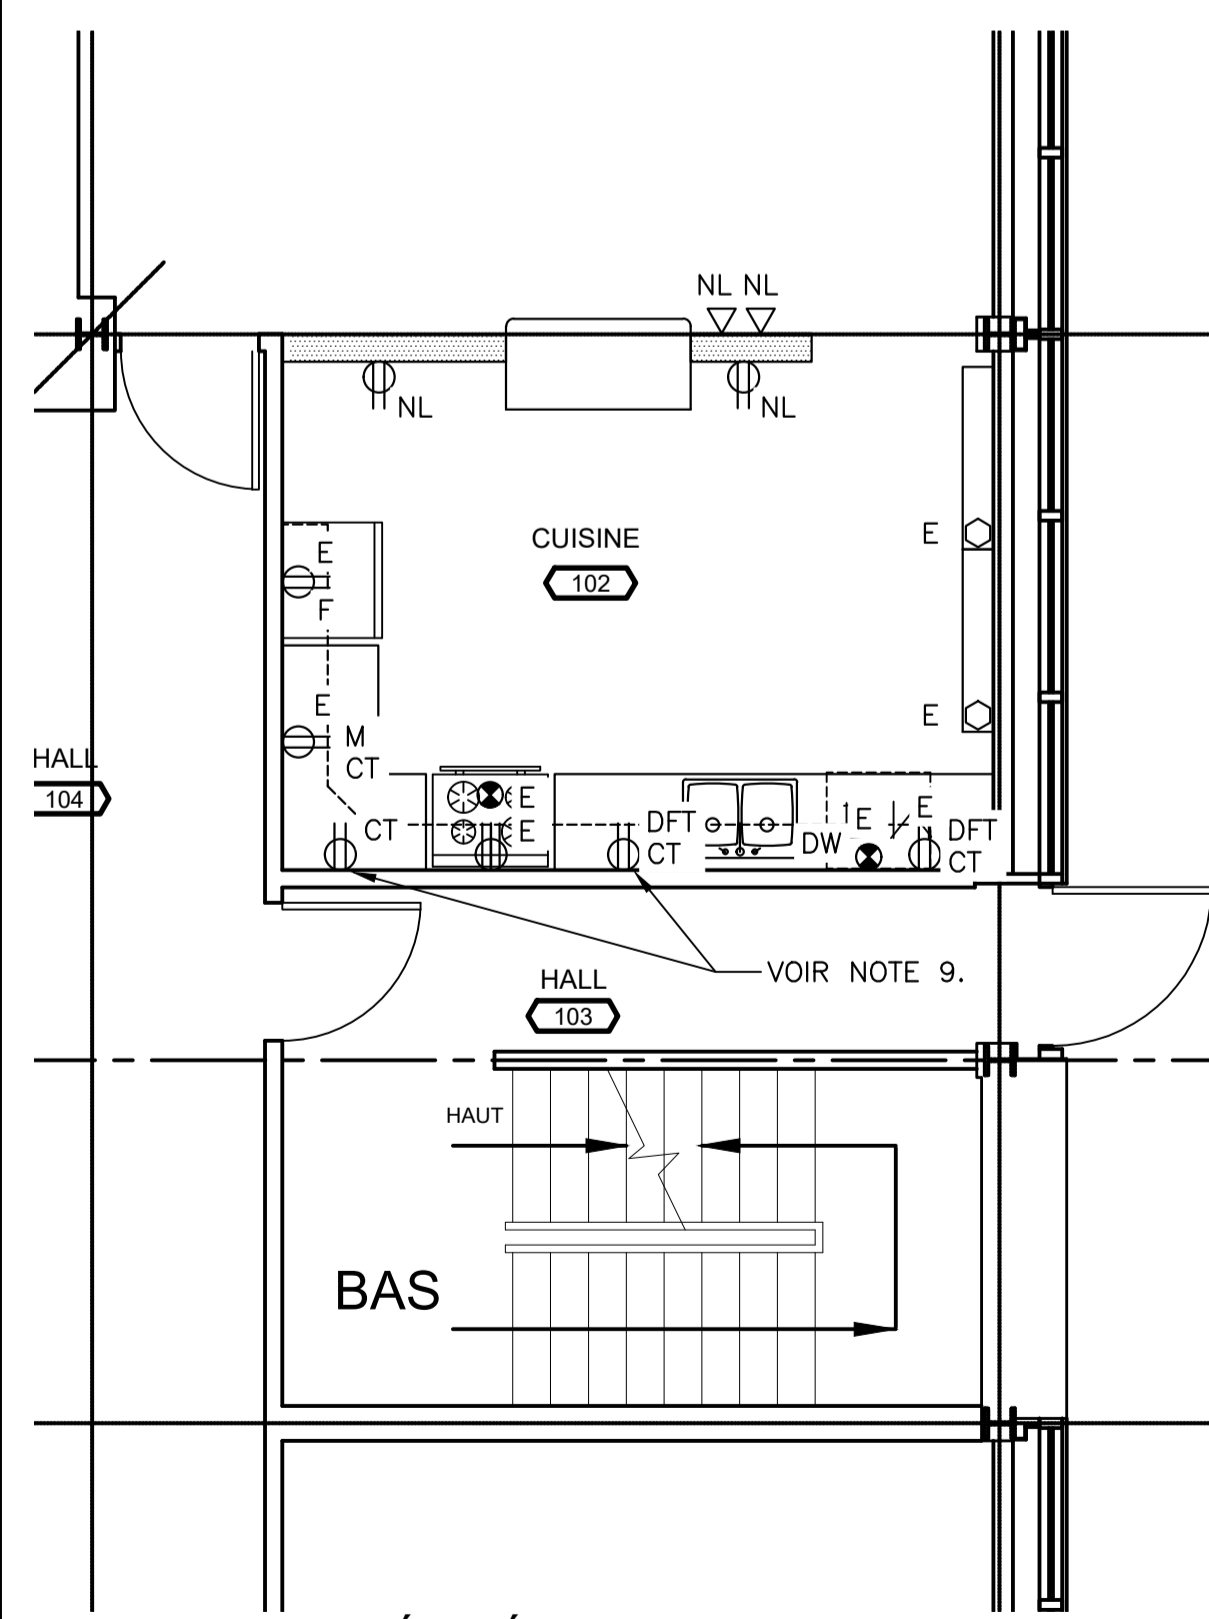 NL NL
NL
NL
CUISINE
102
E
E
F
E
M
CT
E
HALL
104
CT
E
E
DFT
CT
DW
E
E
DFT
CT
VOIR NOTE 9.
HALL
103
HAUT
BAS